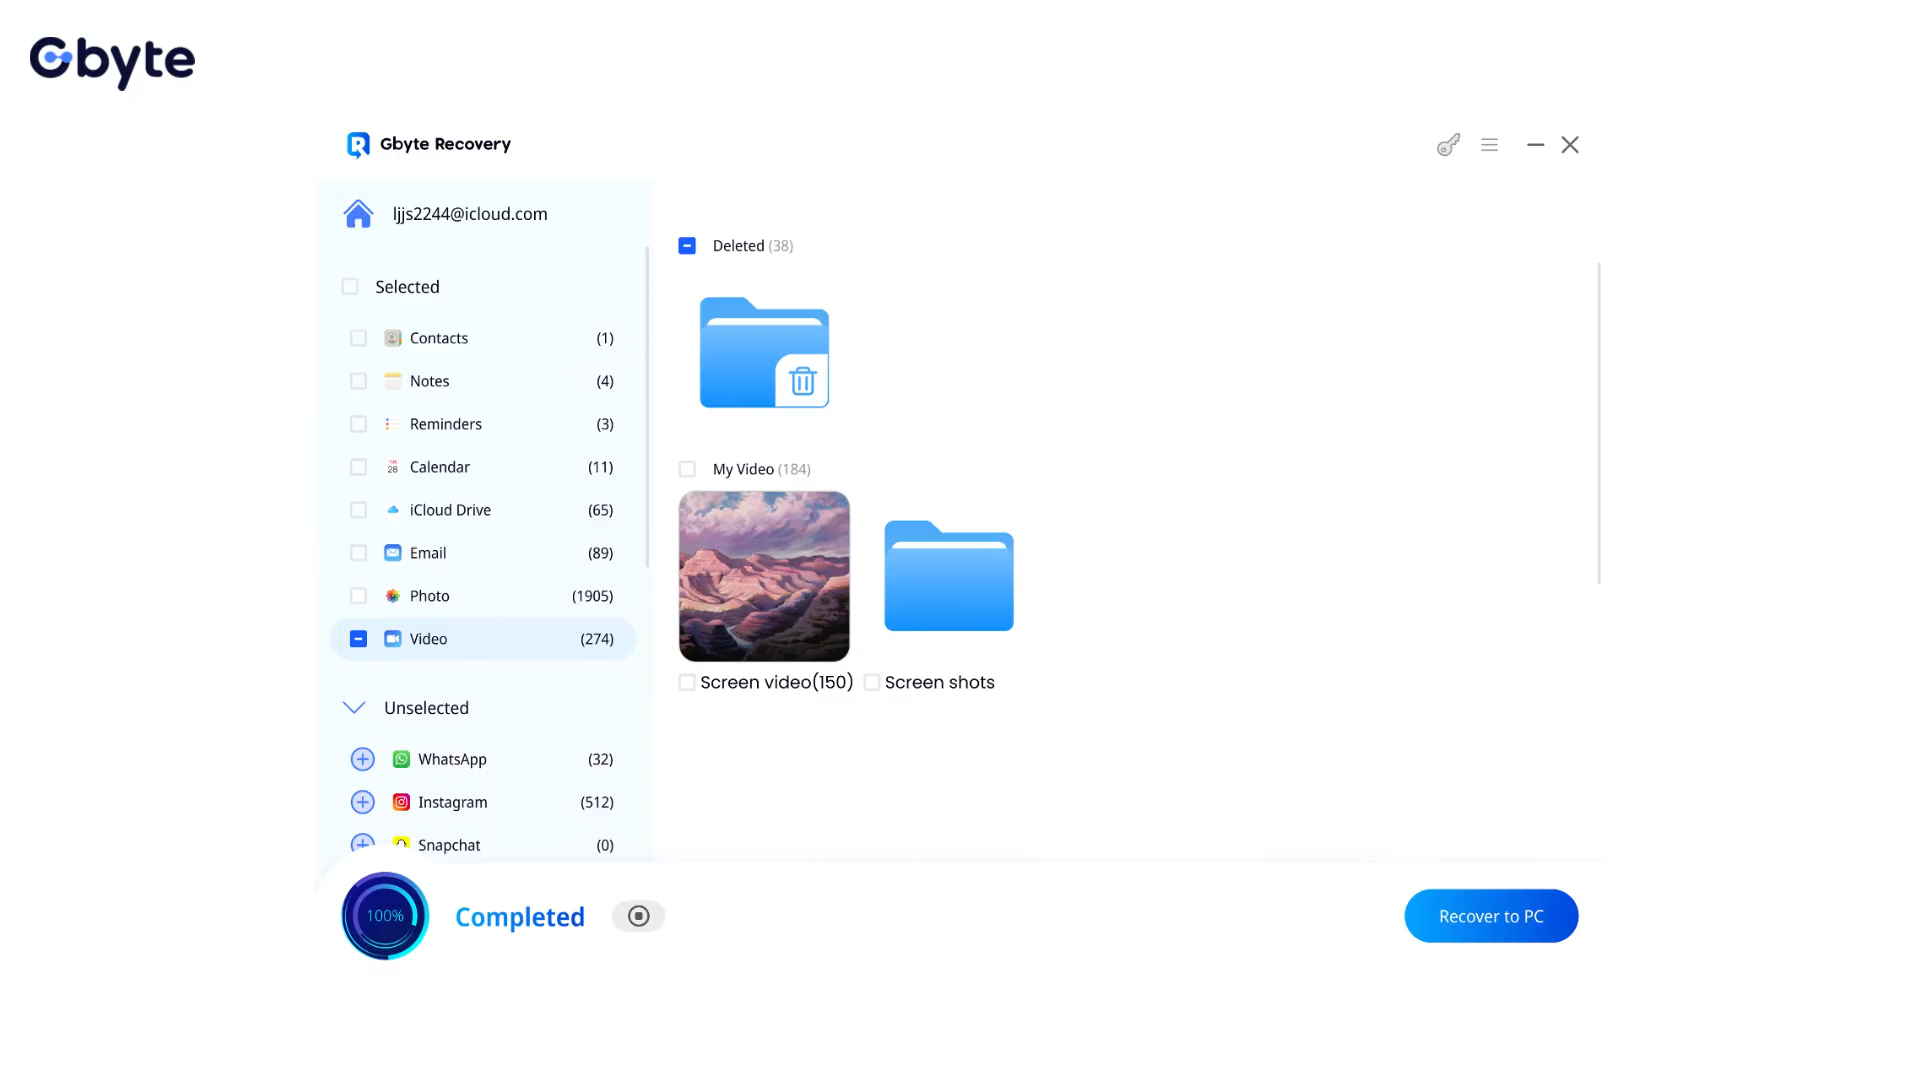 Gbyte
Gbyte Recovery
ljjs2244@icloud.com
Selected
Contacts (1)
Notes (4)
Reminders (3)
28 Calendar (11)
iCloud Drive (65)
Email (89)
Photo (1905)
Video (274)
Unselected
WhatsApp (32)
Instagram (512)
Snapchat (0)
Deleted (38)
My Video (184)
Screen video(150) Screen shots
100% Completed
Recover to PC